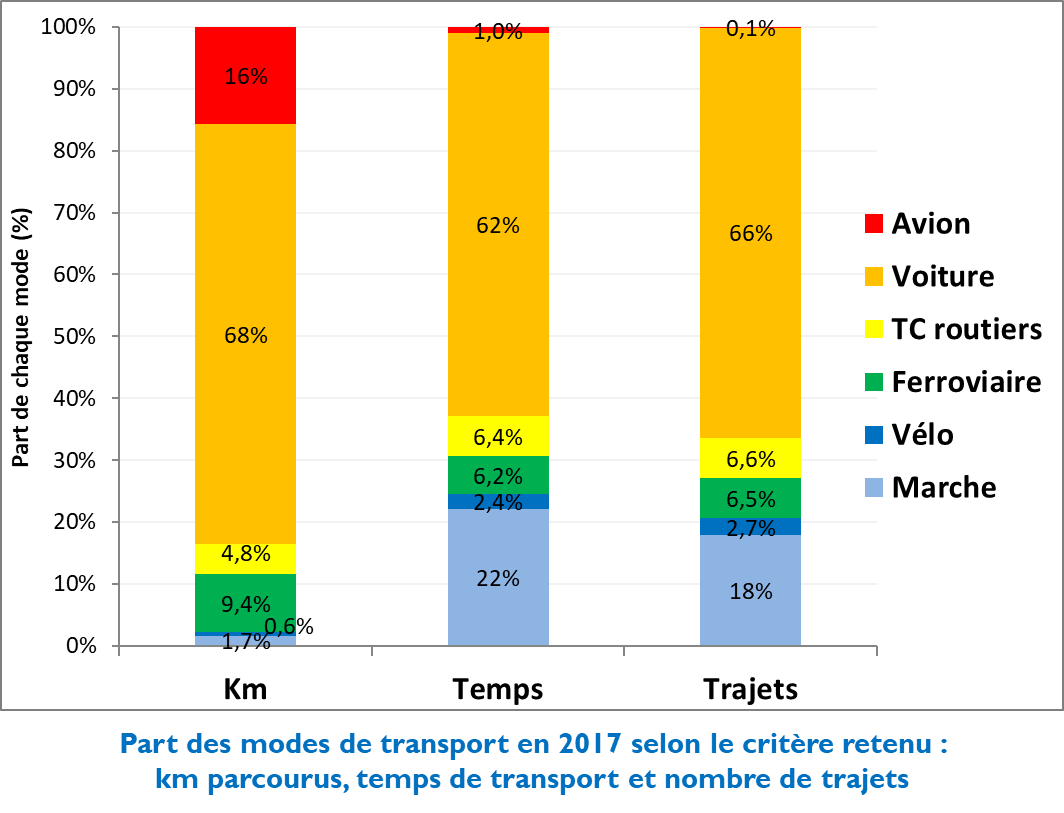 100%
90%
80%
70%
60%
50%
40%
30%
20%
10%
0%
Part de chaque mode (%)
16%
68%
4,8%
9,4%
0,6%
1,7%
1,0%
62%
6,4%
6,2%
2,4%
22%
0,1%
66%
6,6%
6,5%
2,7%
18%
Km
Temps
Trajets
Avion
Voiture
TC routiers
Ferroviaire
Vélo
Marche
Part des modes de transport en 2017 selon le critère retenu :
km parcourus, temps de transport et nombre de trajets